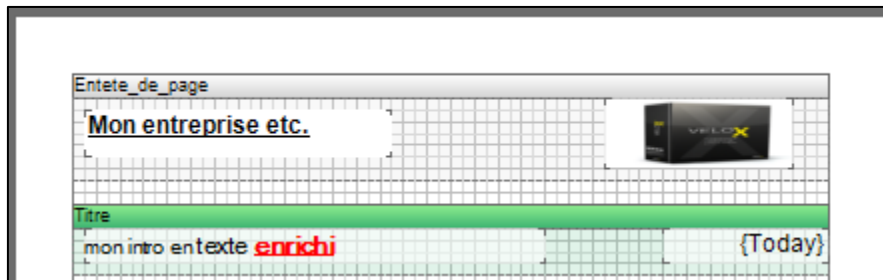 Entete_de_page
Mon entreprise etc.
VELOX
Titre
mon intro en texte enrichi
{Today}